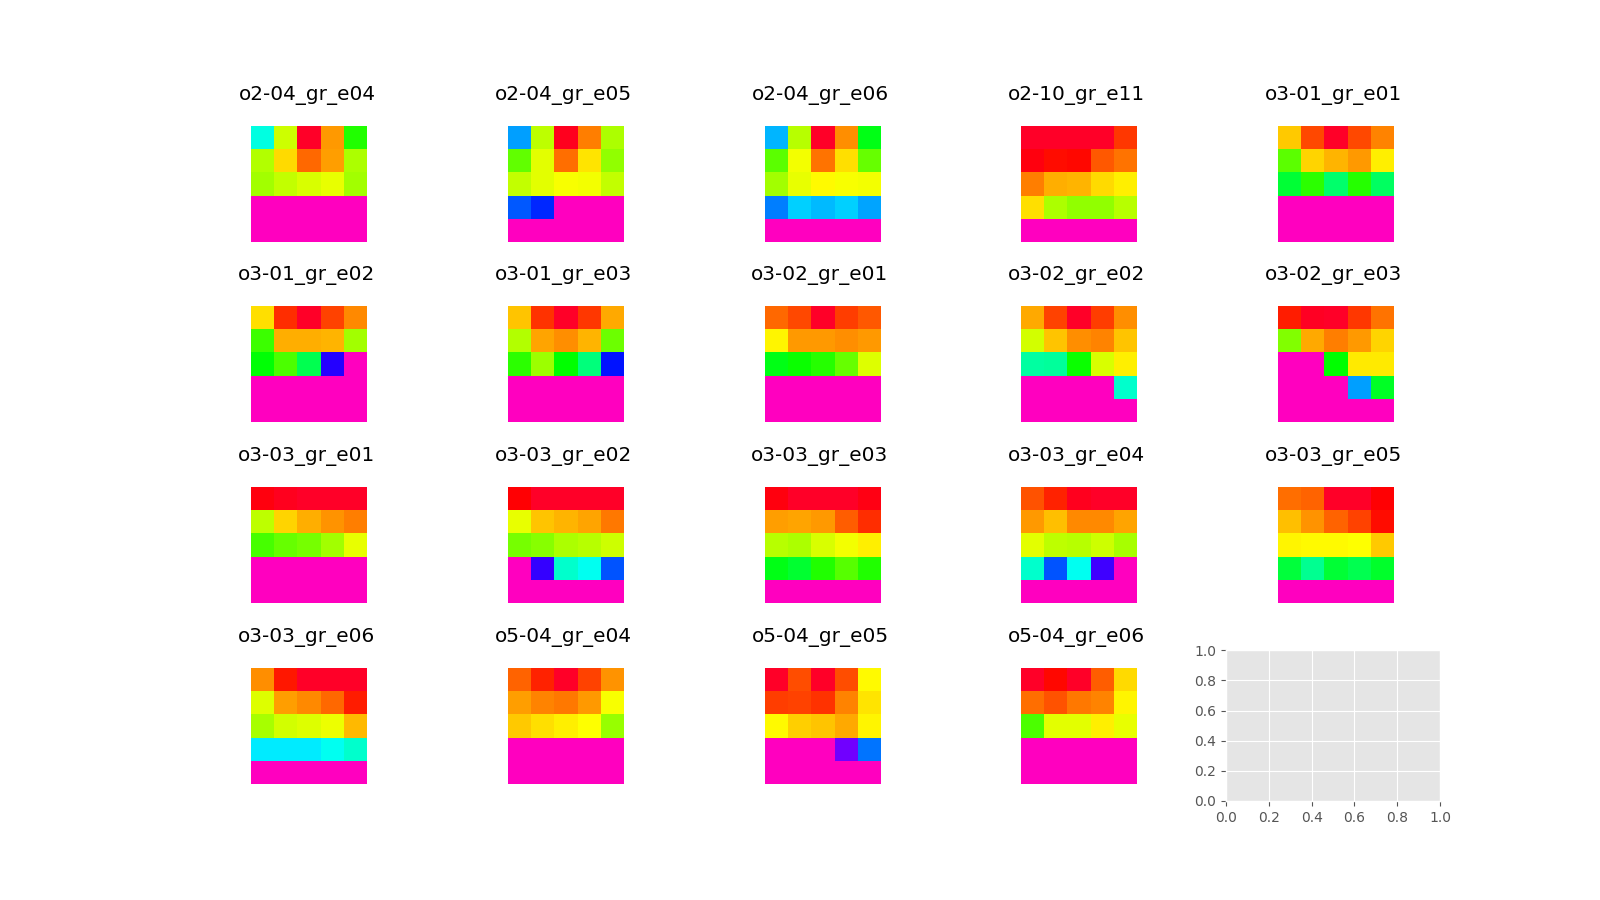 o2-04_gr_e04 o2-04_gr_e05 o2-04_gr_e06 o2-10_gr_e11 o3-01_gr_e01
o3-01_gr_e02 o3-01_gr_e03 o3-02_gr_e01 o3-02_gr_e02 o3-02_gr_e03
o3-03_gr_e01 o3-03_gr_e02 o3-03_gr_e03 o3-03_gr_e04 o3-03_gr_e05
o3-03_gr_e06 o5-04_gr_e04 o5-04_gr_e05 o5-04_gr_e06
1.0
0.8
0.6
0.4
0.2
0.0
0.0 0.2 0.4 0.6 0.8 1.0